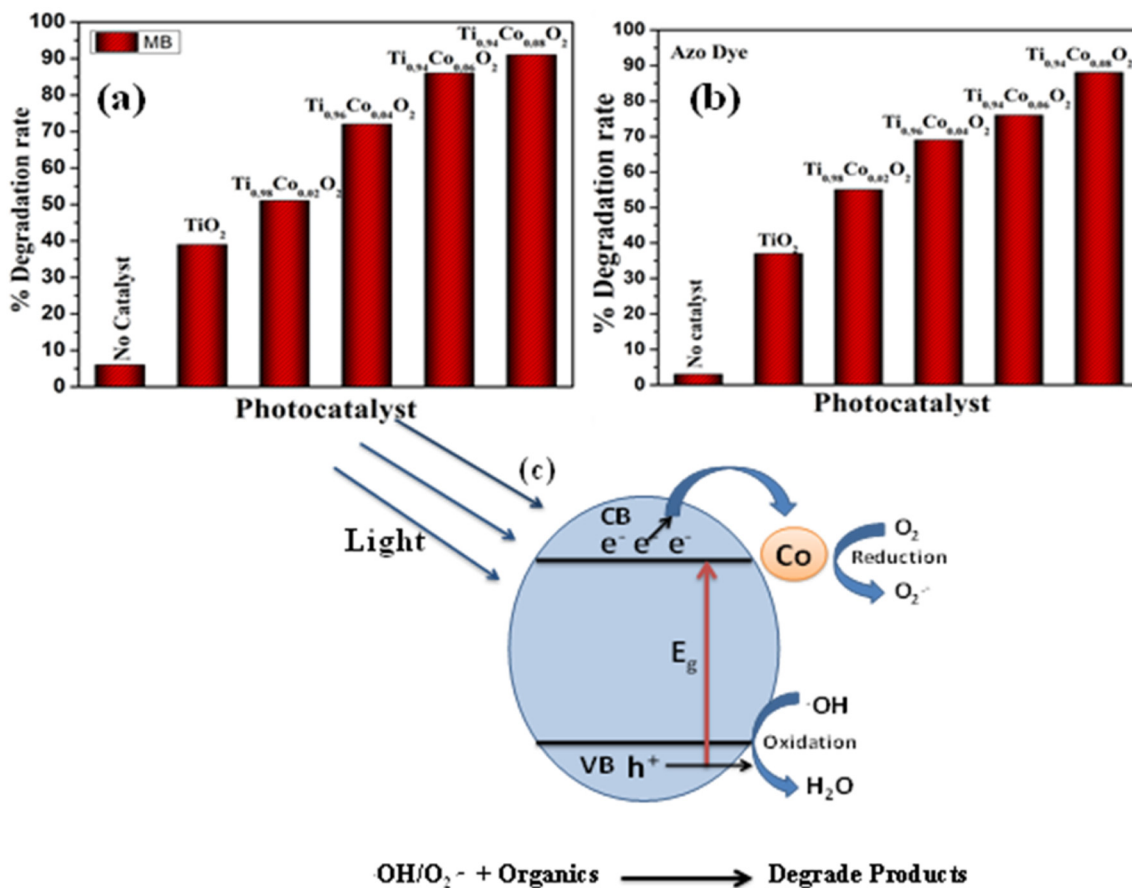 100
90
80
70
60
50
40
30
20
10
0
% Degradation rate
MB
(a)
No Catalyst
TiO₂
Ti₀.₉₈Co₀.₀₂O₂
Ti₀.₉₆Co₀.₀₄O₂
Ti₀.₉₄Co₀.₀₆O₂
Ti₀.₉₄Co₀.₀₈O₂
Photocatalyst
100
90
80
70
60
50
40
30
20
10
0
% Degradation rate
Azo Dye
(b)
No catalyst
TiO₂
Ti₀.₉₈Co₀.₀₂O₂
Ti₀.₉₆Co₀.₀₄O₂
Ti₀.₉₄Co₀.₀₆O₂
Ti₀.₉₄Co₀.₀₈O₂
Photocatalyst
(c)
Light
CB
e⁻ e⁻ e⁻
Co
O₂
Reduction
O₂·⁻
E_g
·OH
Oxidation
VB h⁺
H₂O
·OH/O₂·⁻ + Organics Degrade Products